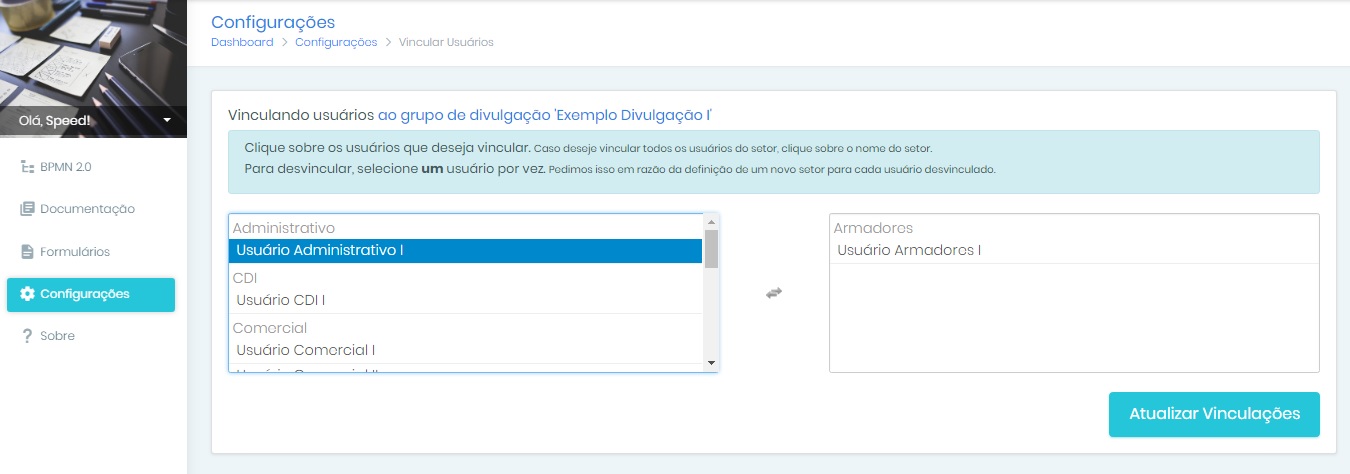 Configurações
Dashboard > Configurações > Vincular Usuários
Olá, Speed!
BPMN 2.0
Documentação
Formulários
Configurações
Sobre
Vinculando usuários ao grupo de divulgação 'Exemplo Divulgação I'
Clique sobre os usuários que deseja vincular. Caso deseje vincular todos os usuários do setor, clique sobre o nome do setor.
Para desvincular, selecione um usuário por vez. Pedimos isso em razão da definição de um novo setor para cada usuário desvinculado.
Administrativo
Usuário Administrativo I
CDI
Usuário CDI I
Comercial
Usuário Comercial I
Armadores
Usuário Armadores I
Atualizar Vinculações